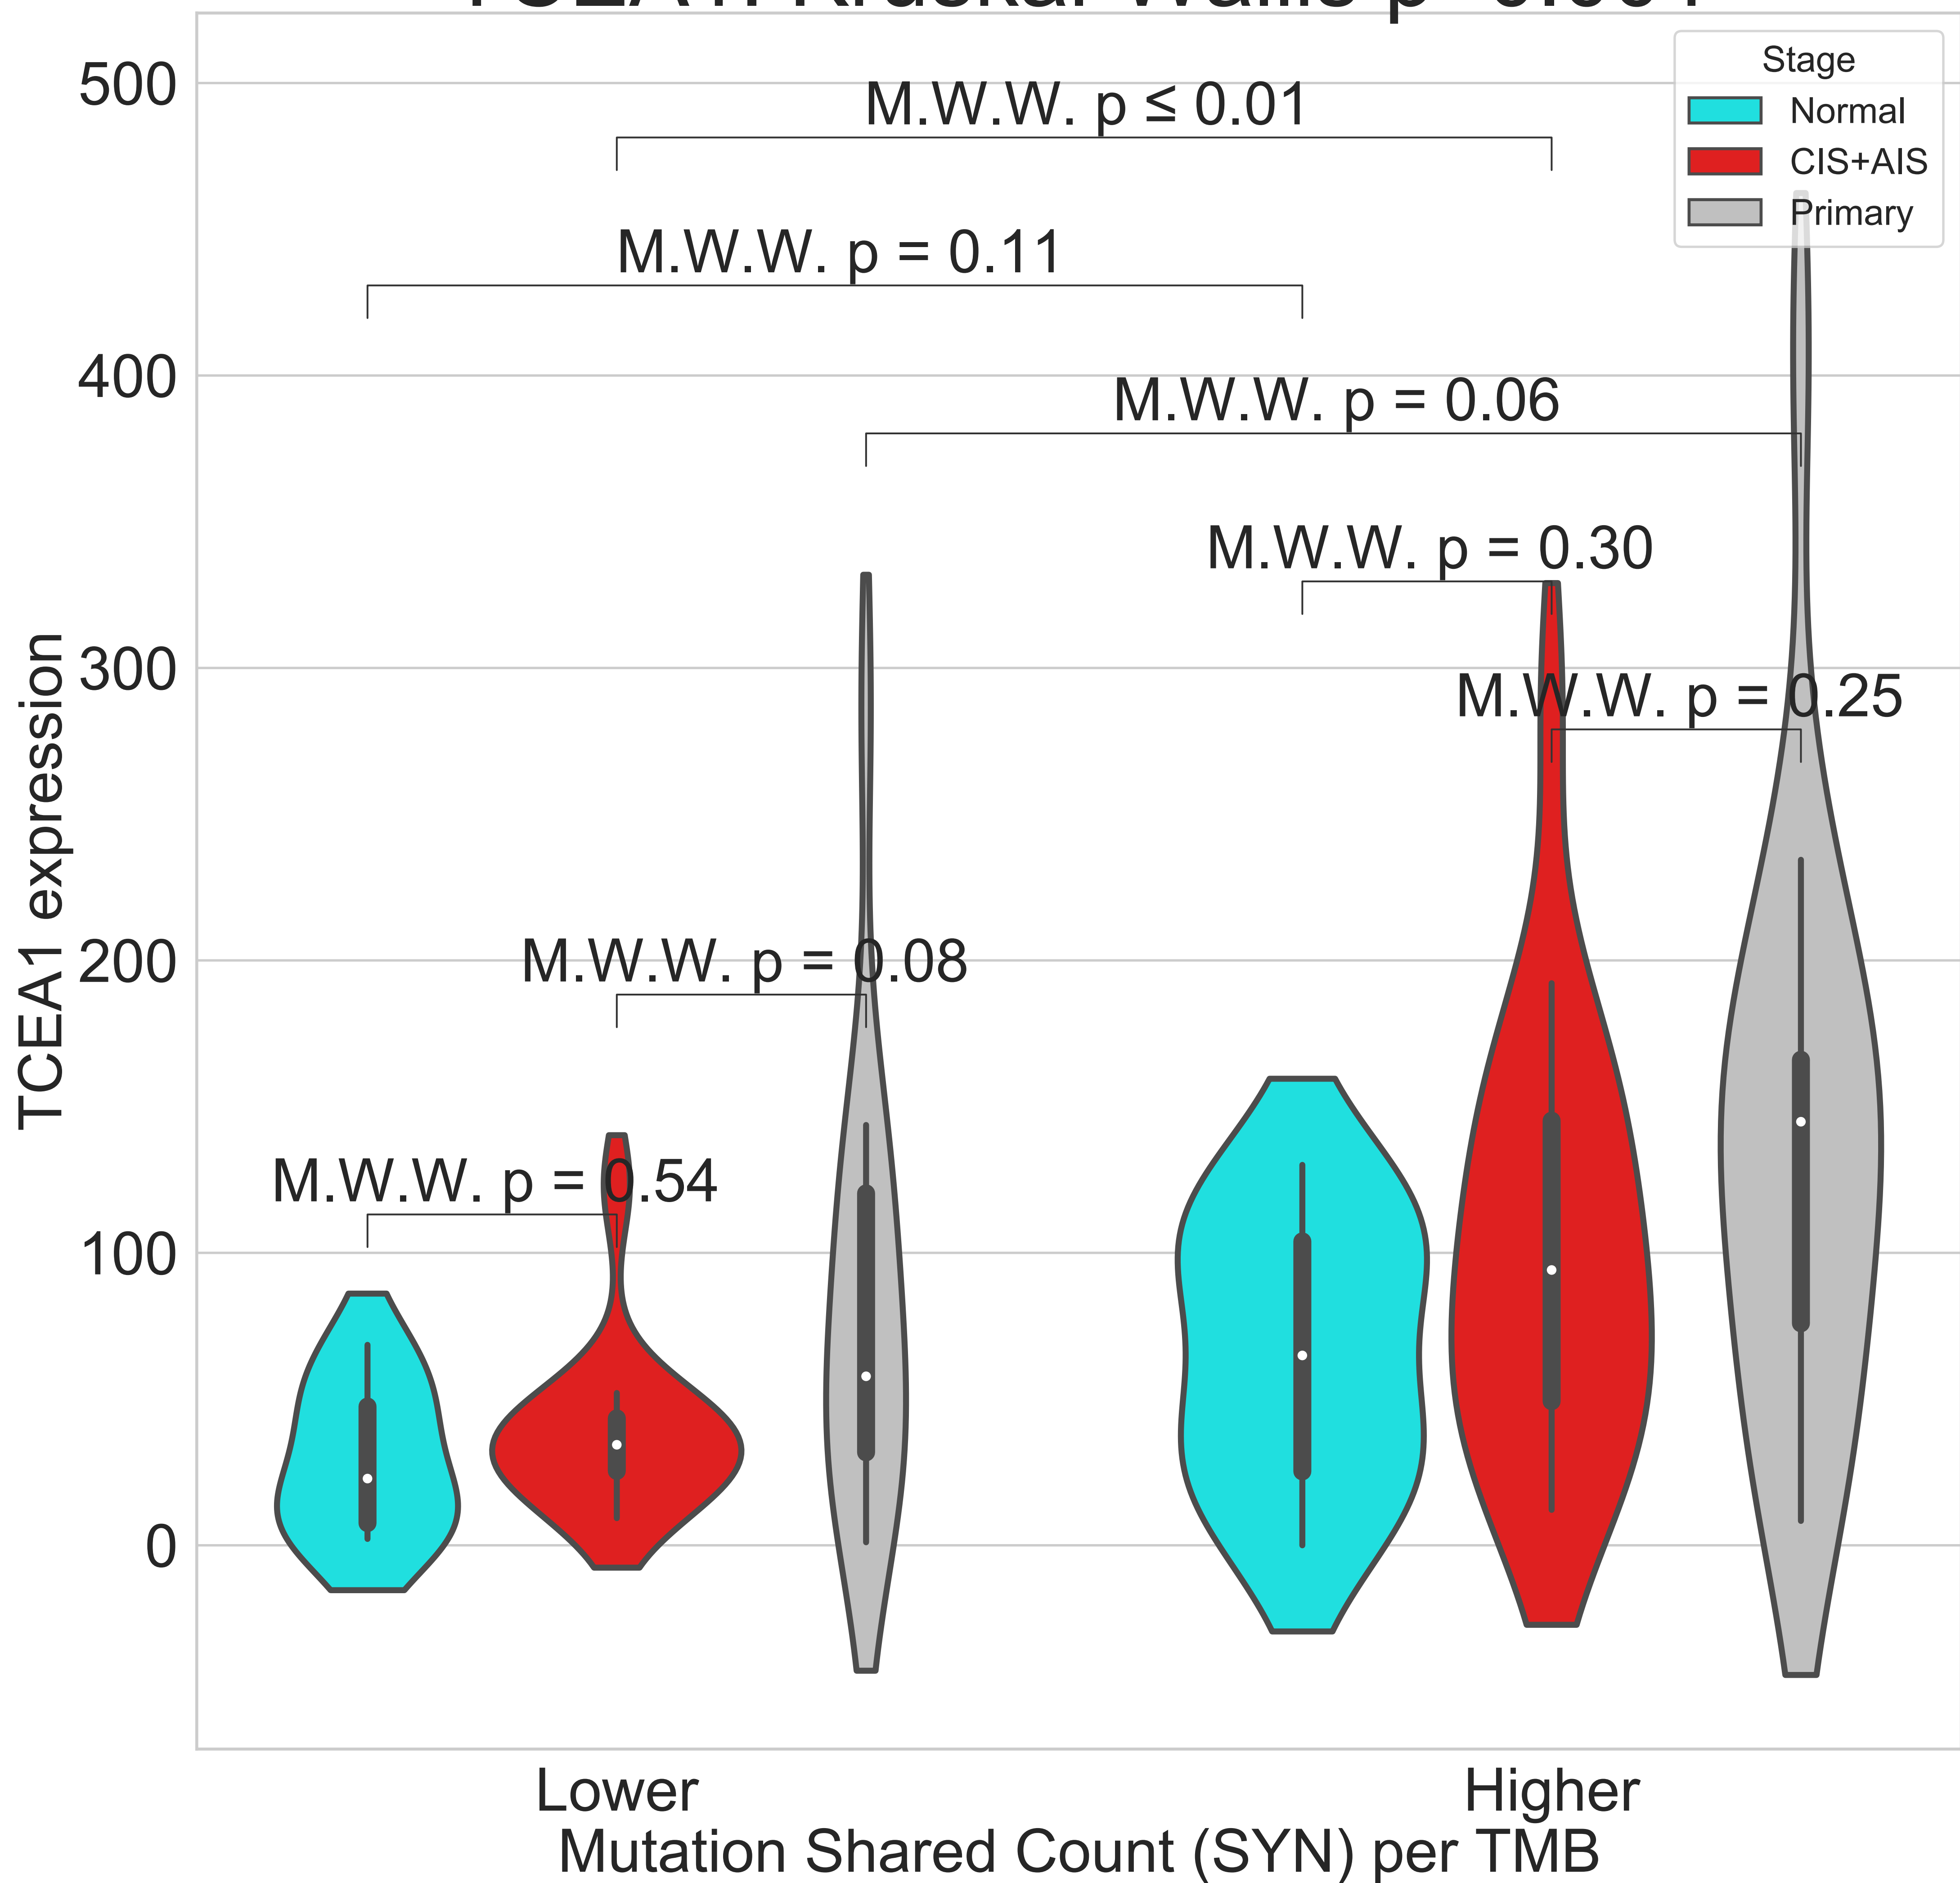 500
400
300
200
100
0
TCEA1 expression
Stage
Normal
CIS+AIS
Primary
M.W.W. p ≤ 0.01
M.W.W. p = 0.11
M.W.W. p = 0.06
M.W.W. p = 0.30
M.W.W. p = 0.25
M.W.W. p = 0.08
M.W.W. p = 0.54
Lower
Higher
Mutation Shared Count (SYN) per TMB